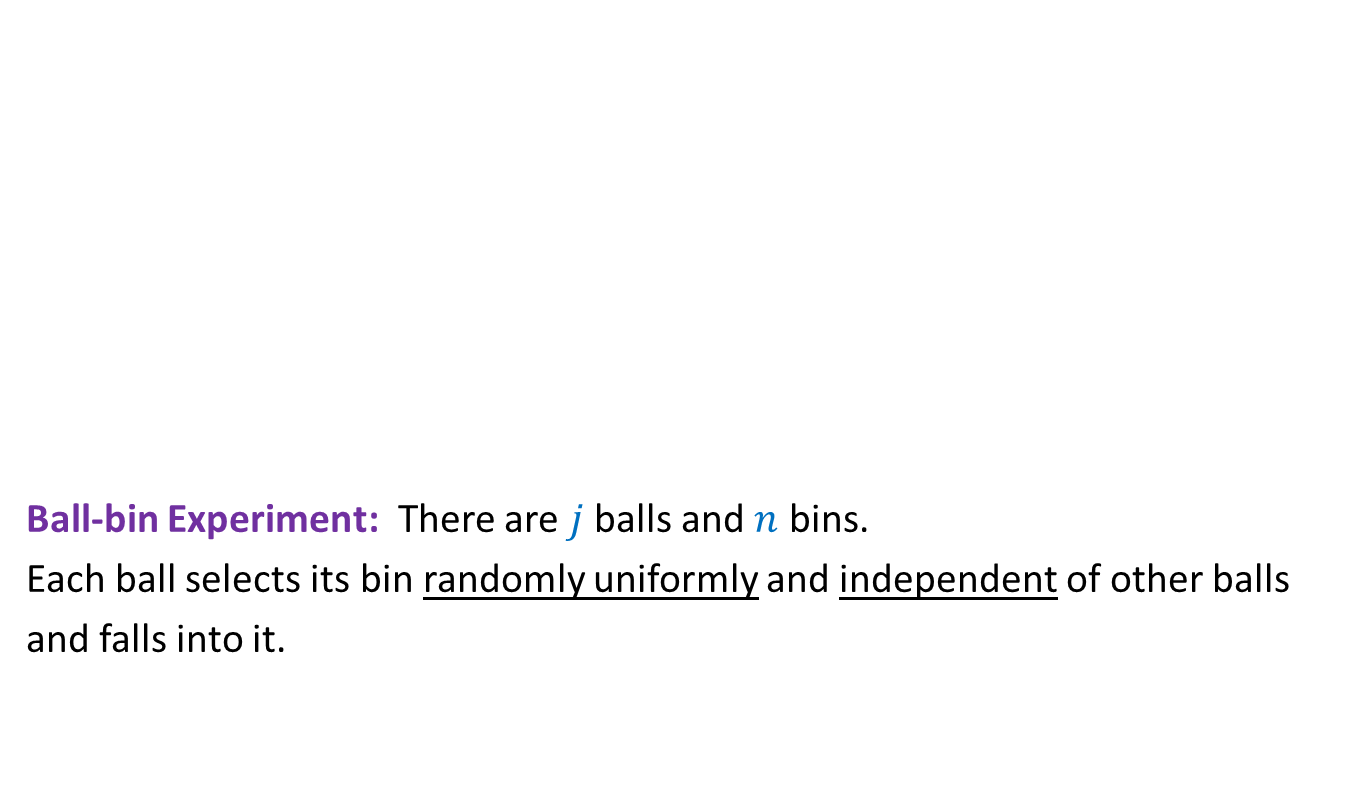 Ball-bin Experiment: There are j balls and n bins.
Each ball selects its bin randomly uniformly and independent of other balls
and falls into it.